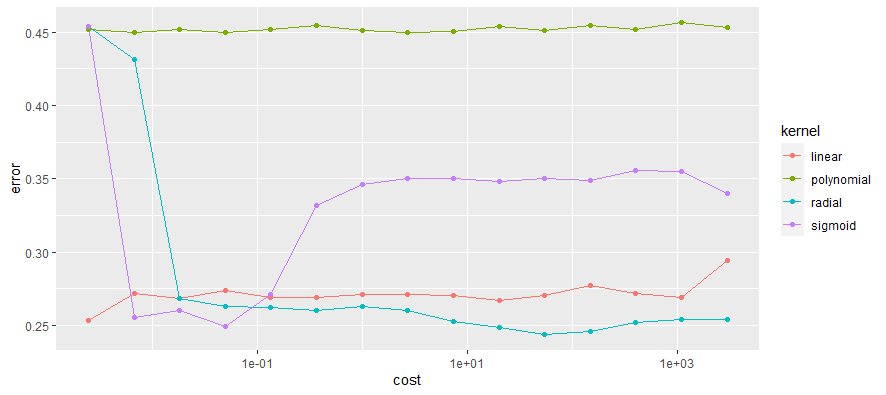 0.45
0.40
0.35
0.30
0.25
error
1e-01
1e+01
1e+03
cost
kernel
linear
polynomial
radial
sigmoid